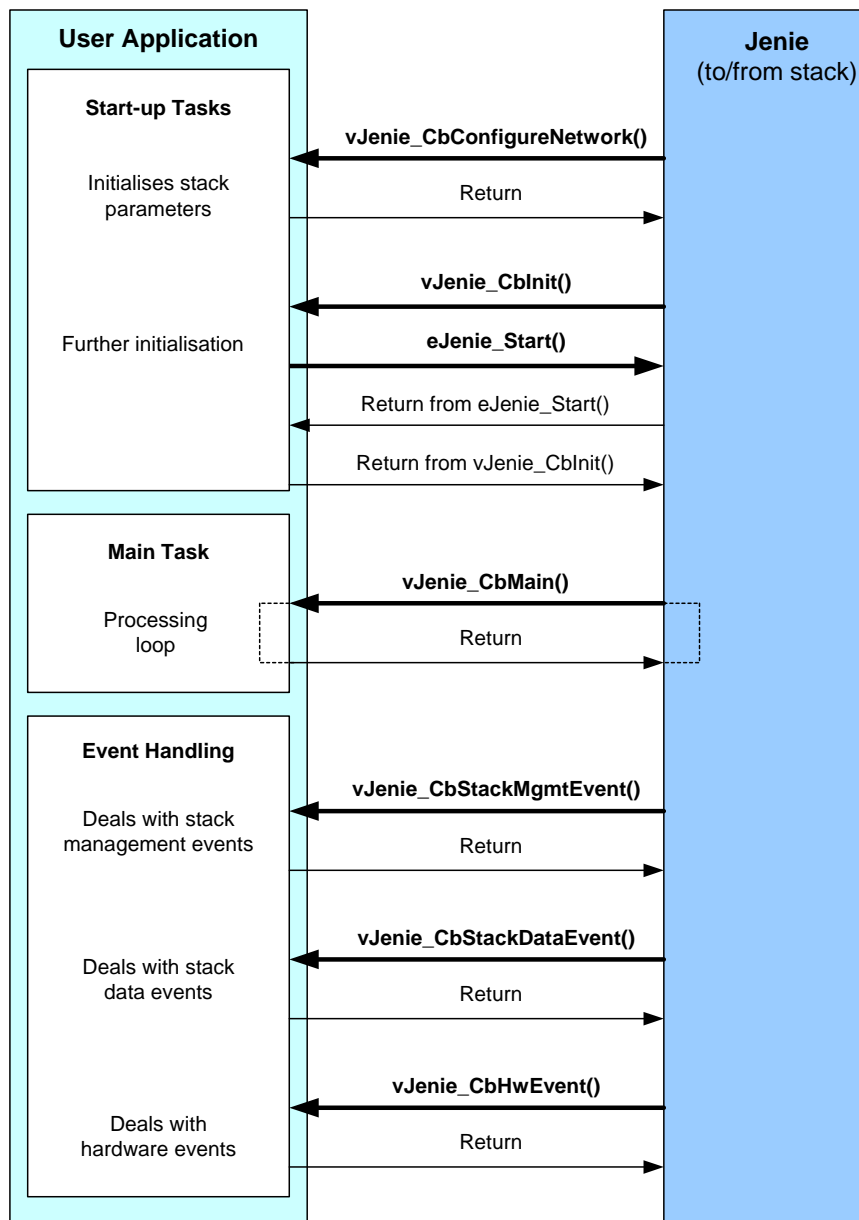 User Application
Jenie
(to/from stack)
Start-up Tasks
vJenie_CbConfigureNetwork()
Initialises stack
parameters
Return
vJenie_CbInit()
Further initialisation
eJenie_Start()
Return from eJenie_Start()
Return from vJenie_CbInit()
Main Task
vJenie_CbMain()
Processing
loop
Return
Event Handling
vJenie_CbStackMgmtEvent()
Deals with stack
management events
Return
vJenie_CbStackDataEvent()
Deals with stack
data events
Return
vJenie_CbHwEvent()
Deals with
hardware events
Return